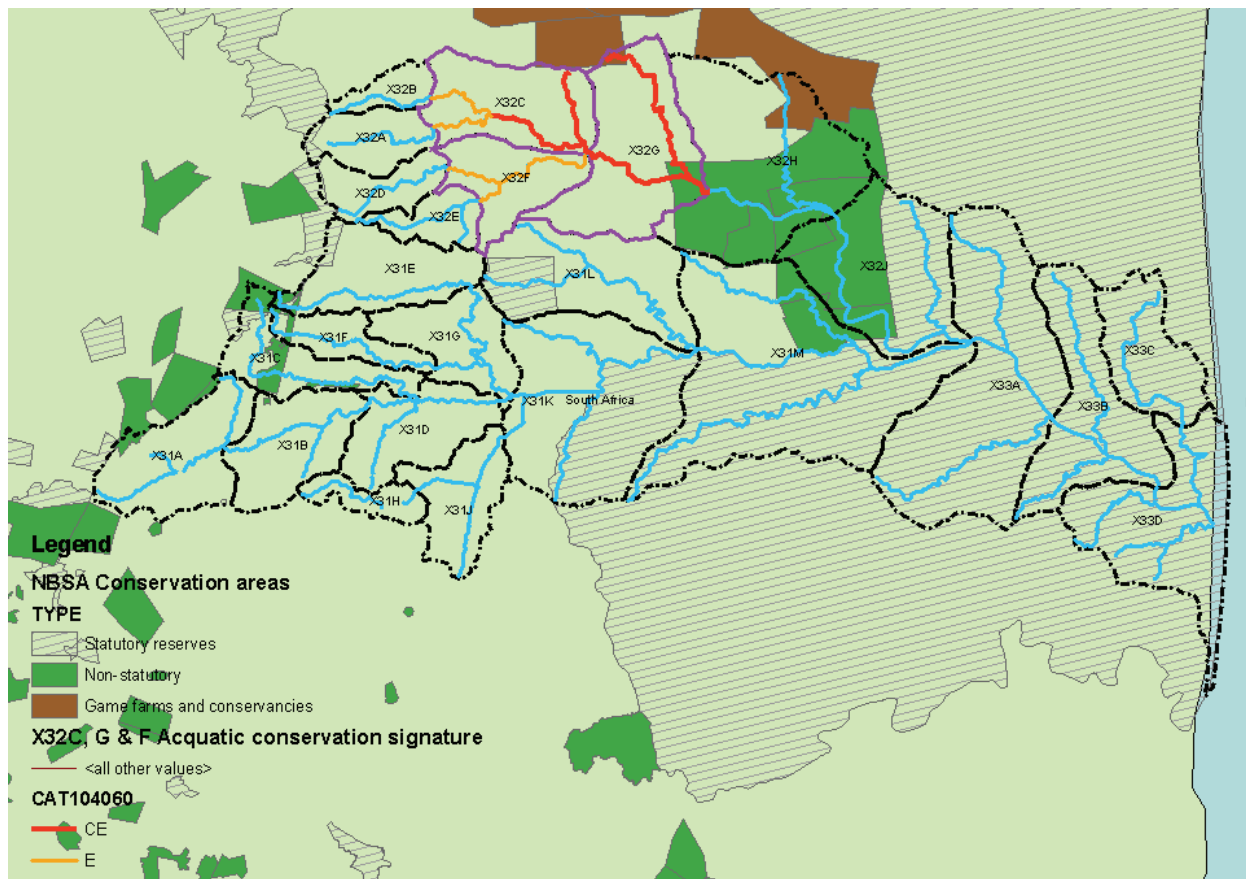 X32B
X32C
X32A
X32G
X32H
X32F
X32D
X32E
X31E
X31L
X32J
X31F
X31G
X31C
X31M
X33C
X33A
X31K South Africa
X33B
X31D
X31B
X31A
X31H
X31J
X33D
Legend
NBSA Conservation areas
TYPE
Statutory reserves
Non-statutory
Game farms and conservancies
X32C, G & F Acquatic conservation signature
<all other values>
CAT104060
CE
E